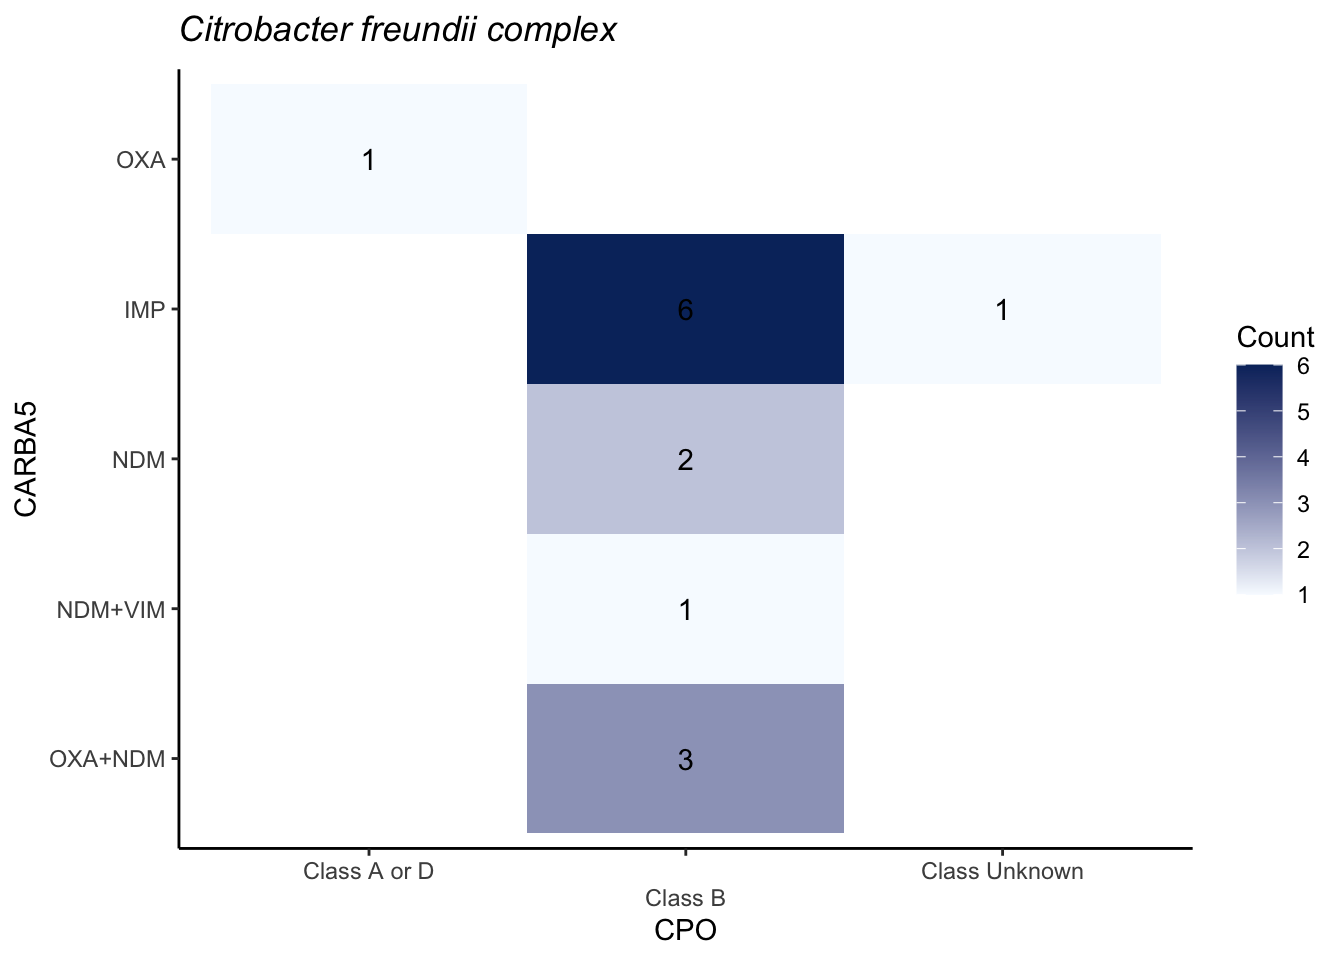 Citrobacter freundii complex
OXA
1
IMP
6
1
NDM
2
NDM+VIM
1
OXA+NDM
3
CARBA5
Class A or D
Class B
Class Unknown
CPO
Count
6
5
4
3
2
1